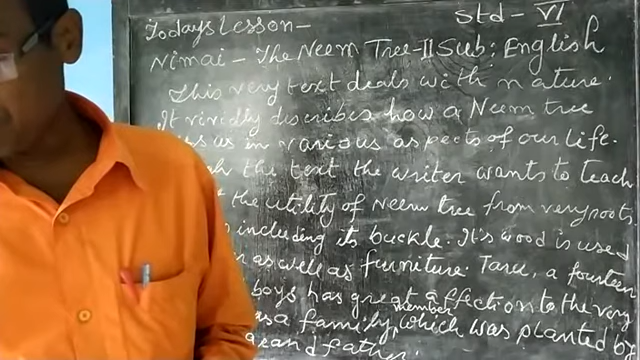 Todays Lesson - Std - VI
Nimai - The Neem Tree - II Sub: English
This very text deals with nature.
It vividly describes how a Neem tree
us in various aspects of our life.
the text the writer wants to teach
the utility of Neem tree from very roots
including its buckle. It's wood is used
as well as furniture. Taru, a fourteen
boys has great affection to the very
as a family member, which was planted by
grand father.